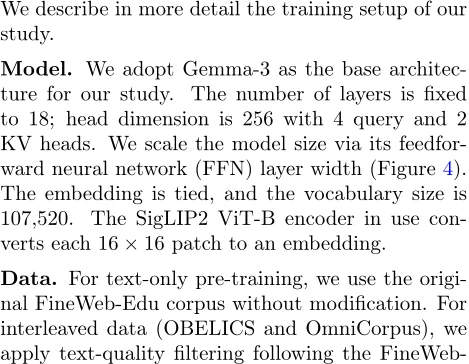 We describe in more detail the training setup of our
study.
Model. We adopt Gemma-3 as the base architec-
ture for our study. The number of layers is fixed
to 18; head dimension is 256 with 4 query and 2
KV heads. We scale the model size via its feedfor-
ward neural network (FFN) layer width (Figure 4).
The embedding is tied, and the vocabulary size is
107,520. The SigLIP2 ViT-B encoder in use con-
verts each 16 × 16 patch to an embedding.
Data. For text-only pre-training, we use the origi-
nal FineWeb-Edu corpus without modification. For
interleaved data (OBELICS and OmniCorpus), we
apply text-quality filtering following the FineWeb-